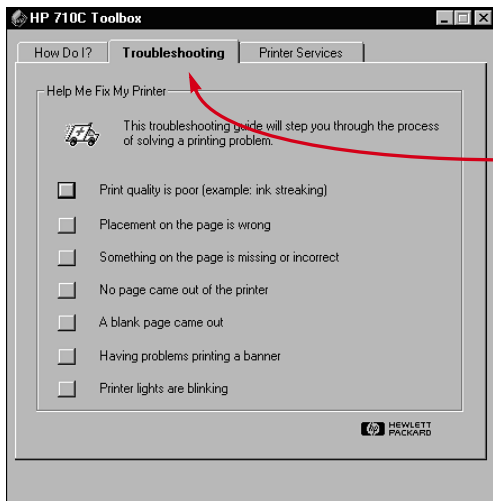 HP 710C Toolbox
How Do I?
Troubleshooting
Printer Services
Help Me Fix My Printer
This troubleshooting guide will step you through the process
of solving a printing problem.
Print quality is poor (example: ink streaking)
Placement on the page is wrong
Something on the page is missing or incorrect
No page came out of the printer
A blank page came out
Having problems printing a banner
Printer lights are blinking
hp HEWLETT
PACKARD